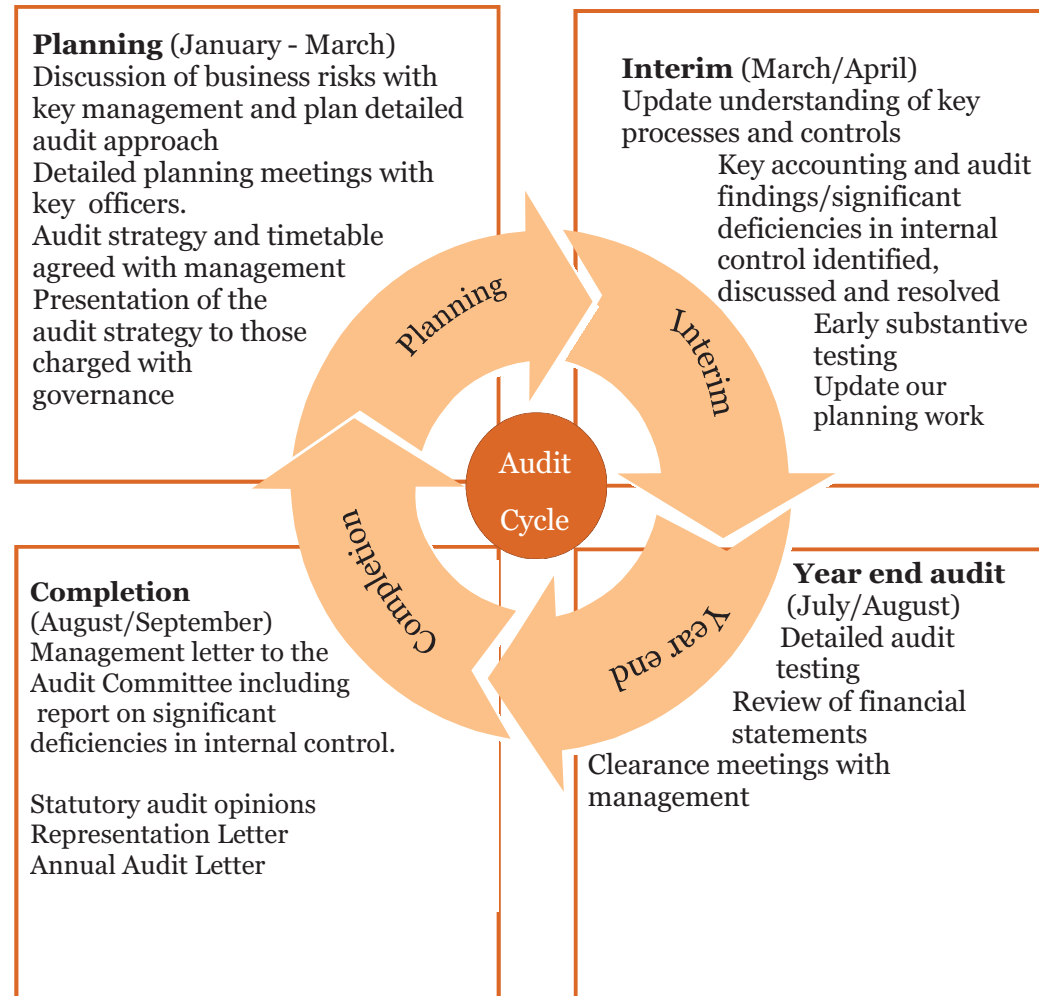 Planning (January - March)
Discussion of business risks with
key management and plan detailed
audit approach
Detailed planning meetings with
key officers.
Audit strategy and timetable
agreed with management
Presentation of the
audit strategy to those
charged with
governance
Interim (March/April)
Update understanding of key
processes and controls
Key accounting and audit
findings/significant
deficiencies in internal
control identified,
discussed and resolved
Early substantive
testing
Update our
planning work
Planning
Interim
Audit
Cycle
Completion
Year end
Completion
(August/September)
Management letter to the
Audit Committee including
report on significant
deficiencies in internal control.
Statutory audit opinions
Representation Letter
Annual Audit Letter
Year end audit
(July/August)
Detailed audit
testing
Review of financial
statements
Clearance meetings with
management